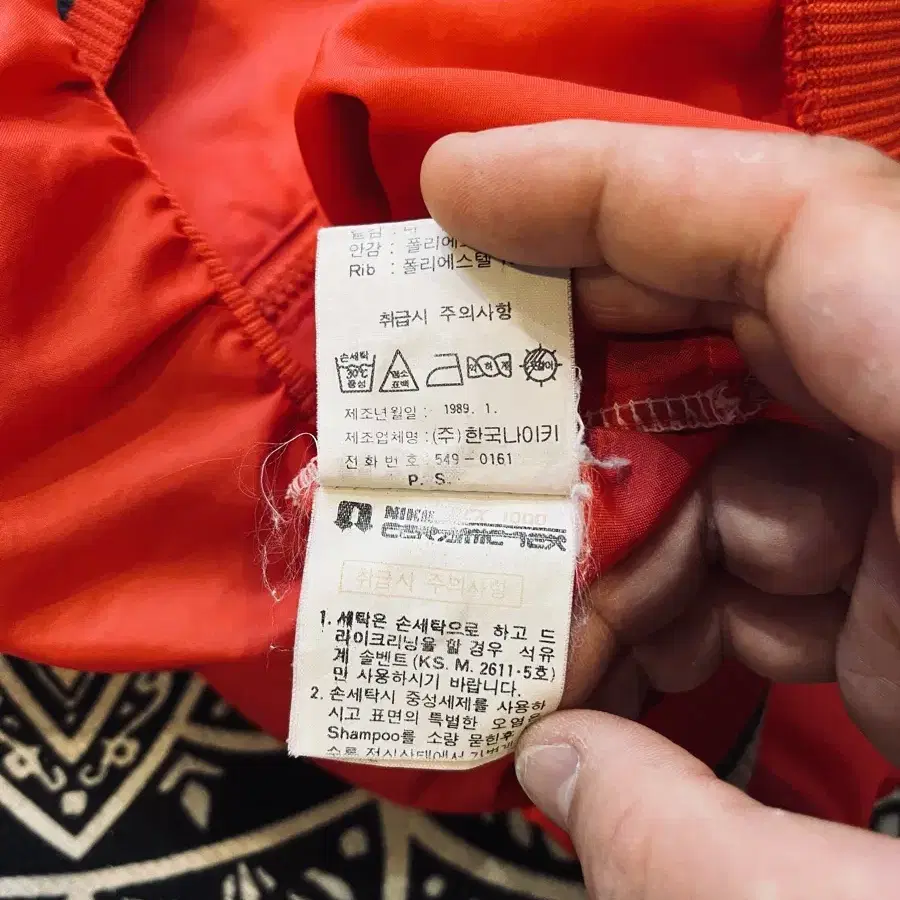 안감 : 폴리에스
Rib : 폴리에스텔
취급시 주의사항
손세탁
30℃
중성
염소
표백
제조년월일 : 1989. 1.
제조업체명 : (주) 한국나이키
전화번호 : 549-0161
P. S.
NIKE
취급시 주의사항
1. 세탁은 손세탁으로 하고 드
라이크리닝을 할 경우 석유
계 솔벤트 (KS. M. 2611-5호)
만 사용하시기 바랍니다.
2. 손세탁시 중성세제를 사용하
시고 표면의 특별한 오염은
Shampoo를 소량 묻힌후